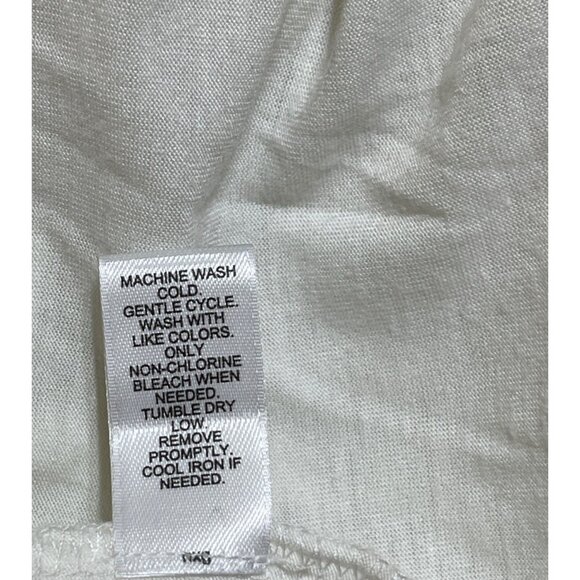 MACHINE WASH
COLD.
GENTLE CYCLE.
WASH WITH
LIKE COLORS.
ONLY
NON-CHLORINE
BLEACH WHEN
NEEDED.
TUMBLE DRY
LOW.
REMOVE
PROMPTLY.
COOL IRON IF
NEEDED.